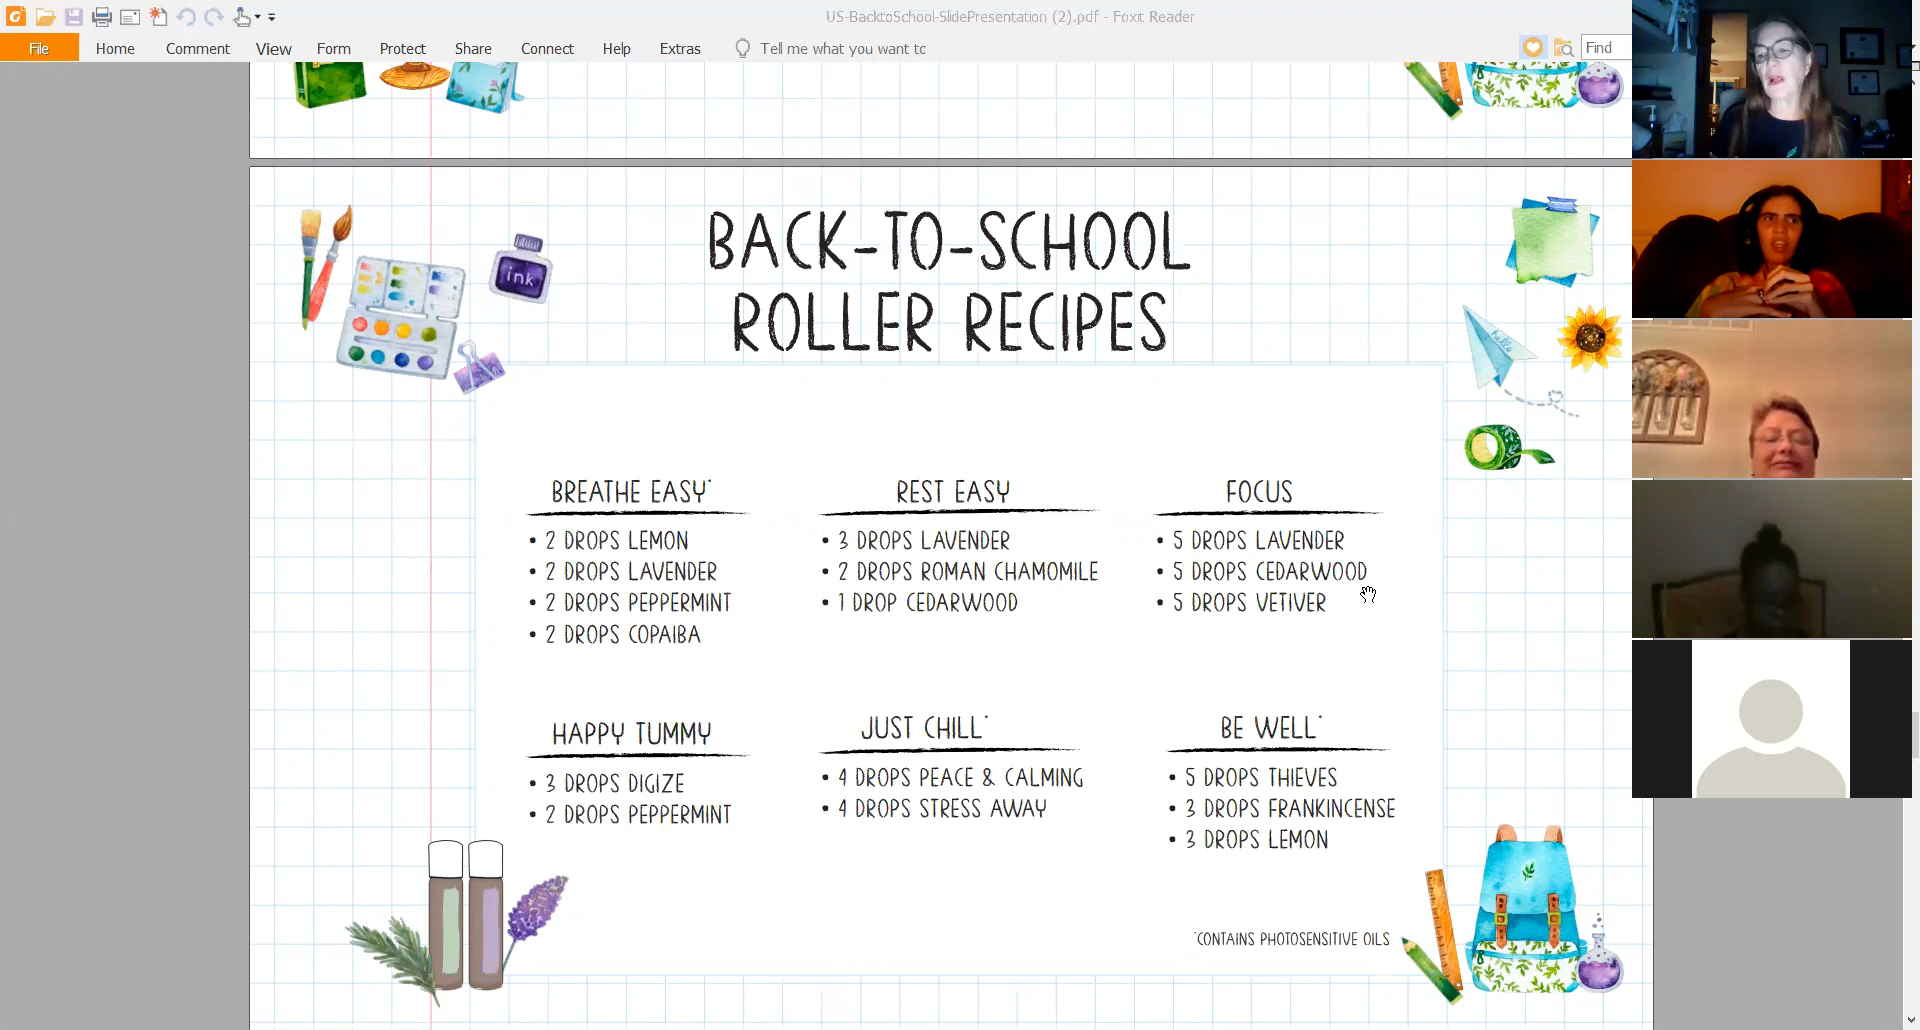 US-BacktoSchool-SlidePresentation (2).pdf - Foxit Reader
File Home Comment View Form Protect Share Connect Help Extras Tell me what you want to Find
BACK-TO-SCHOOL
ROLLER RECIPES
ink
hello
BREATHE EASY*
• 2 DROPS LEMON
• 2 DROPS LAVENDER
• 2 DROPS PEPPERMINT
• 2 DROPS COPAIBA
REST EASY
• 3 DROPS LAVENDER
• 2 DROPS ROMAN CHAMOMILE
• 1 DROP CEDARWOOD
FOCUS
• 5 DROPS LAVENDER
• 5 DROPS CEDARWOOD
• 5 DROPS VETIVER
HAPPY TUMMY
• 3 DROPS DIGIZE
• 2 DROPS PEPPERMINT
JUST CHILL*
• 4 DROPS PEACE & CALMING
• 4 DROPS STRESS AWAY
BE WELL*
• 5 DROPS THIEVES
• 3 DROPS FRANKINCENSE
• 3 DROPS LEMON
*CONTAINS PHOTOSENSITIVE OILS